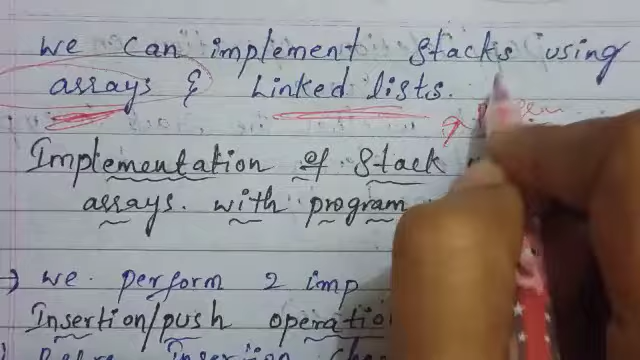 we can implement stacks using
arrays & Linked lists.
Implementation of Stack
arrays. with program
→ we. perform 2 imp
Insertion/push operatio